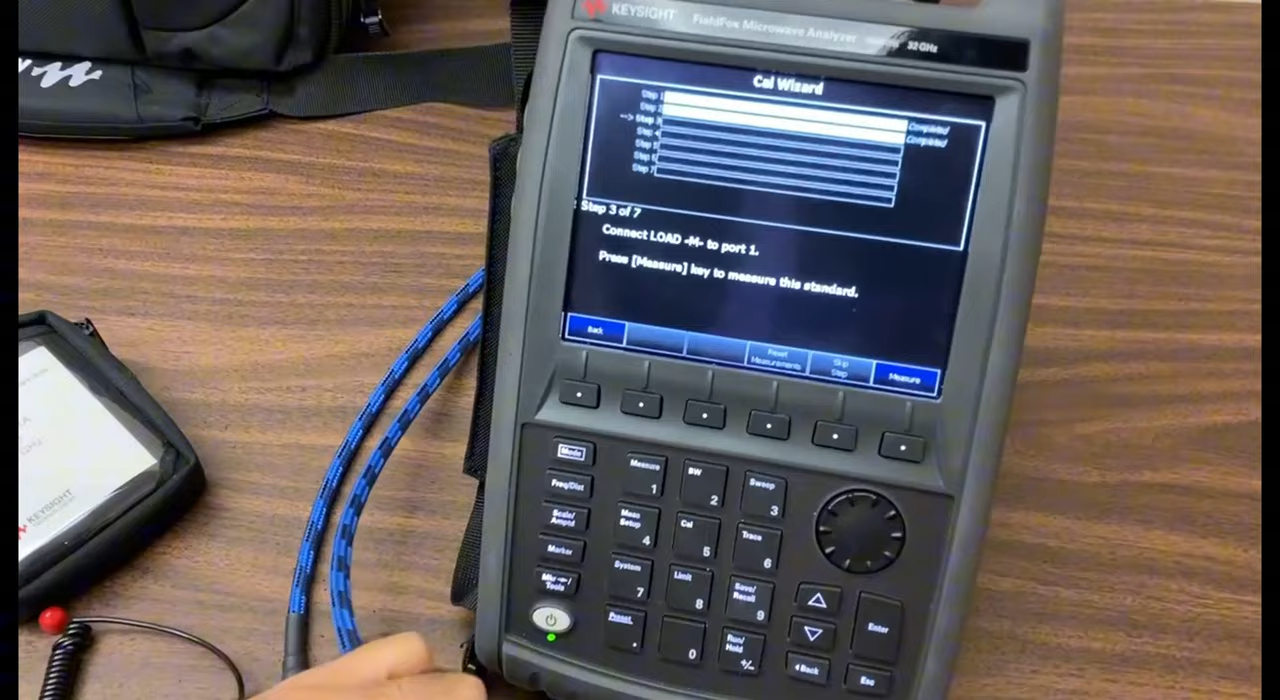 KEYSIGHT FieldFox Microwave Analyzer 32 GHz
Cal Wizard
Step 1
Step 2 Completed
--> Step 3 Completed
Step 4
Step 5
Step 6
Step 7
Step 3 of 7
Connect LOAD -M- to port 1.
Press [Measure] key to measure this standard.
Back Reset Measurements Skip Step Measure
Mode
Measure 1
BW 2
Sweep 3
Freq/Dist
Scale/ Amptd
Meas Setup 4
Cal 5
Trace 6
Marker
System 7
Limit 8
Save/ Recall 9
Mkr→/ Tools
Preset .
0
Run/ Hold +/-
Enter
Back
Esc
KEYSIGHT